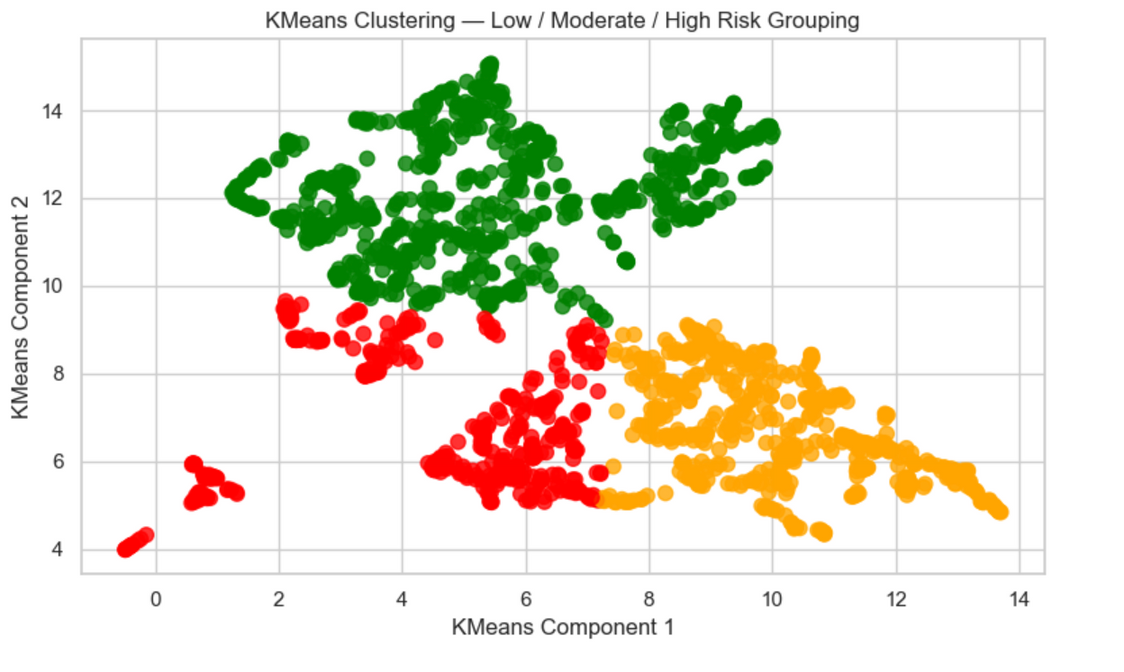 KMeans Clustering — Low / Moderate / High Risk Grouping
14
12
10
8
6
4
KMeans Component 2
0 2 4 6 8 10 12 14
KMeans Component 1